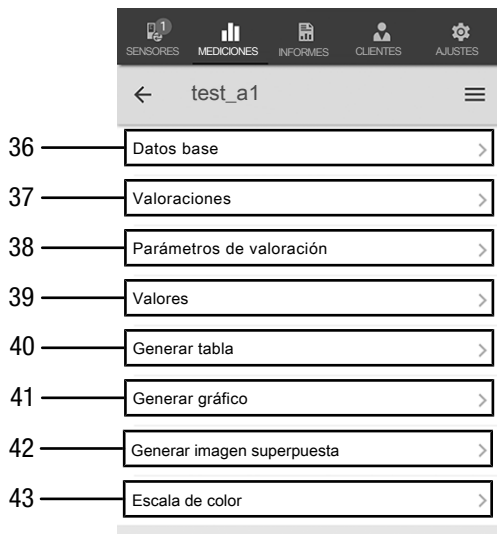 1
SENSORES MEDICIONES INFORMES CLIENTES AJUSTES
test_a1
36 Datos base
37 Valoraciones
38 Parámetros de valoración
39 Valores
40 Generar tabla
41 Generar gráfico
42 Generar imagen superpuesta
43 Escala de color